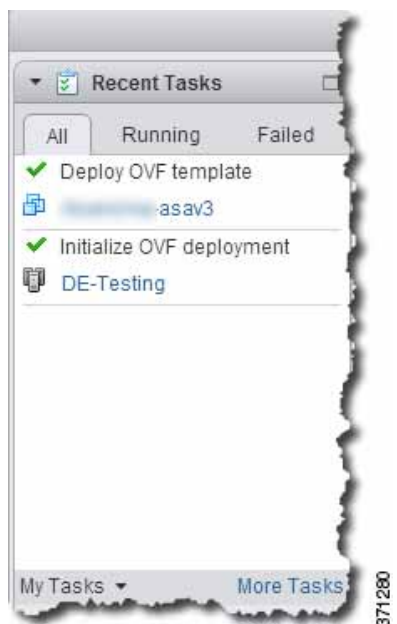 Recent Tasks
All Running Failed
Deploy OVF template
asav3
Initialize OVF deployment
DE-Testing
My Tasks More Tasks
371280